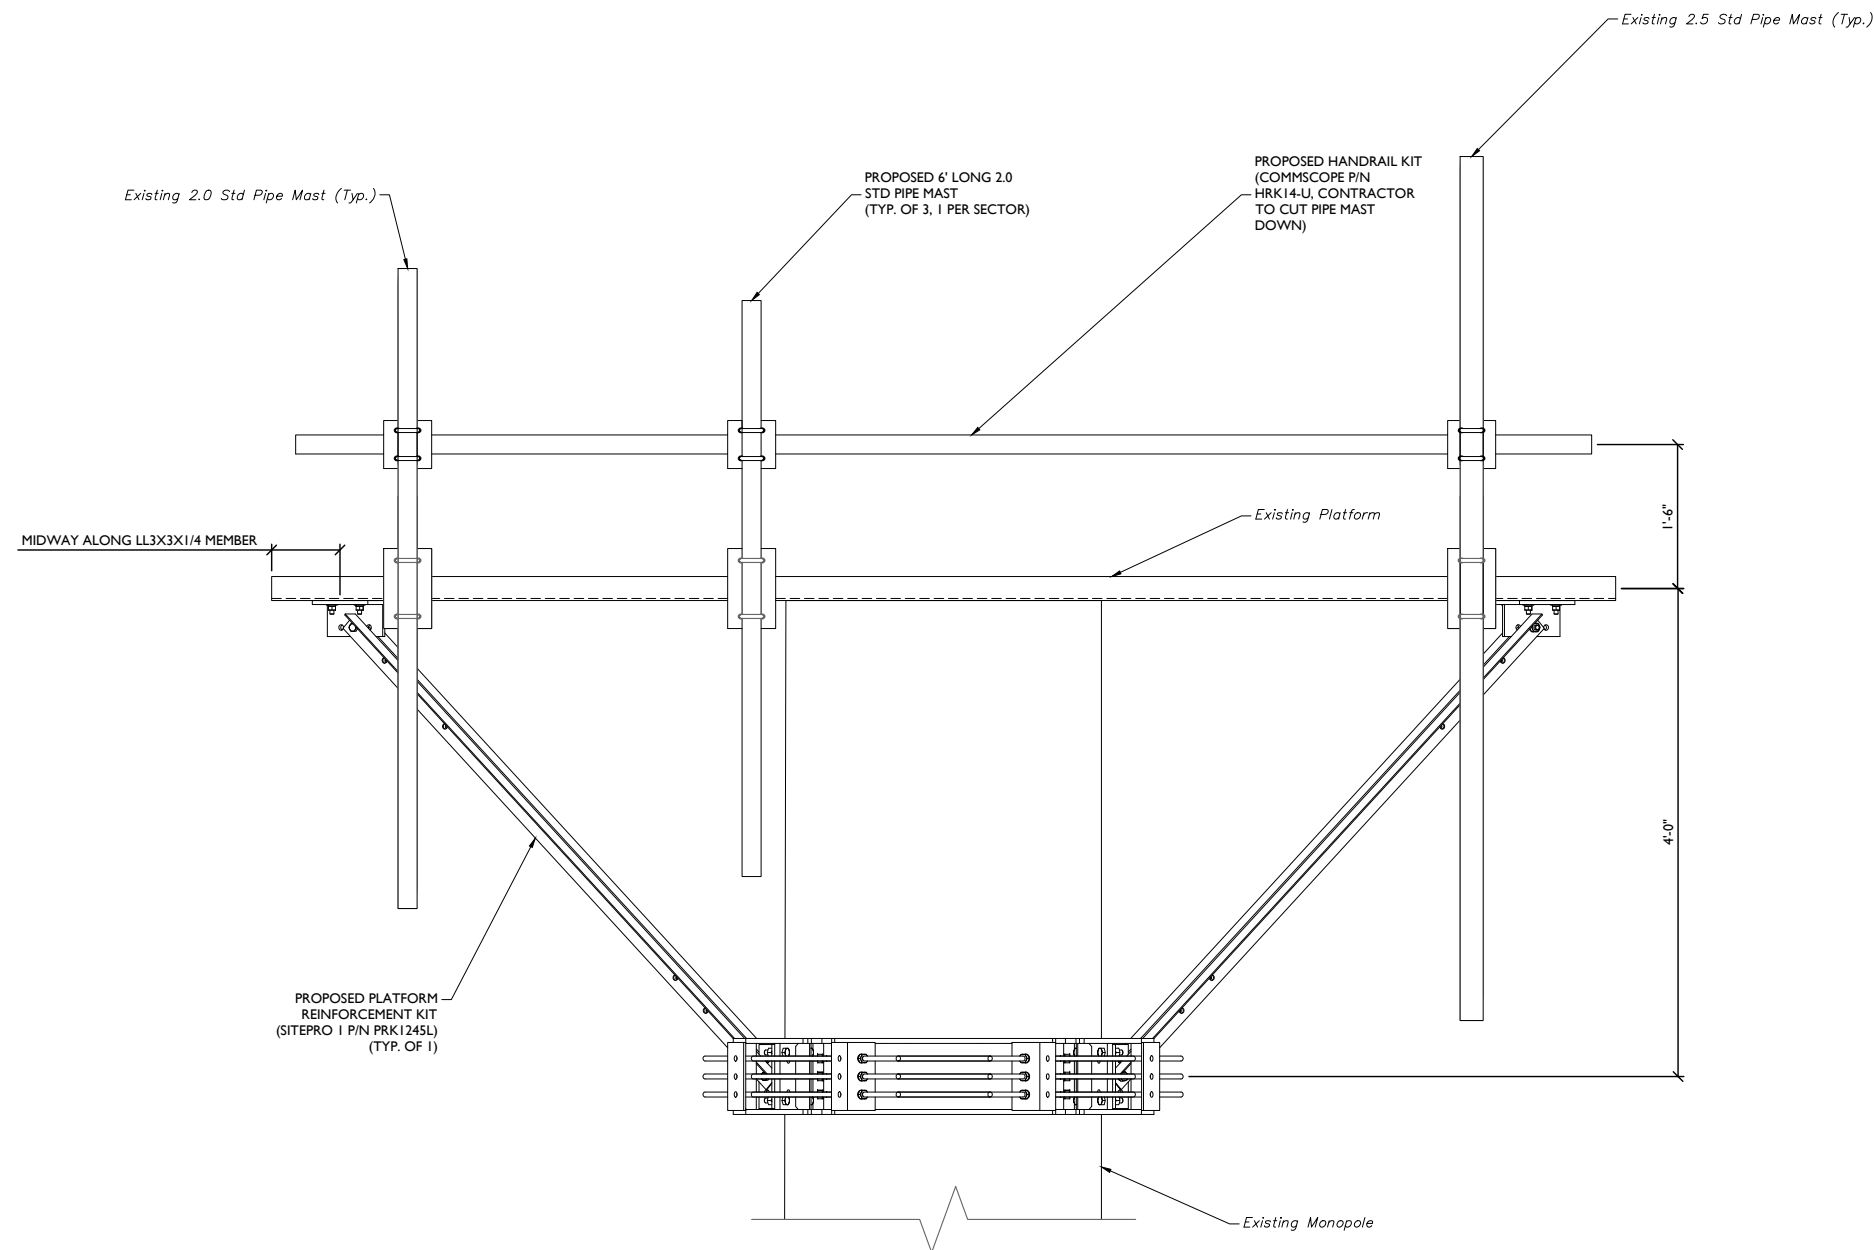 Existing 2.5 Std Pipe Mast (Typ.)
PROPOSED HANDRAIL KIT
(COMMSCOPE P/N
HRK14-U, CONTRACTOR
TO CUT PIPE MAST
DOWN)
PROPOSED 6' LONG 2.0
STD PIPE MAST
(TYP. OF 3, 1 PER SECTOR)
Existing 2.0 Std Pipe Mast (Typ.)
1'-6"
Existing Platform
MIDWAY ALONG LL3X3X1/4 MEMBER
4'-0"
PROPOSED PLATFORM
REINFORCEMENT KIT
(SITEPRO 1 P/N PRK1245L)
(TYP. OF 1)
Existing Monopole